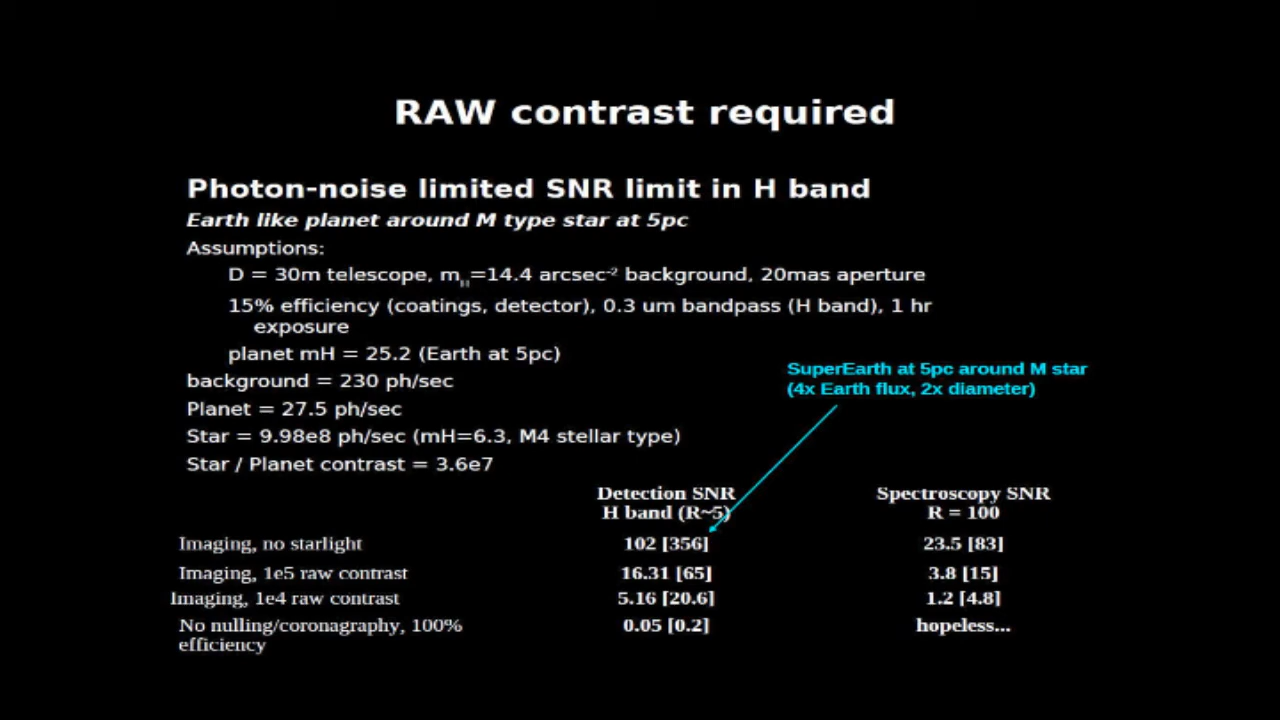 RAW contrast required
Photon-noise limited SNR limit in H band
Earth like planet around M type star at 5pc
Assumptions:
D = 30m telescope, mH=14.4 arcsec-2 background, 20mas aperture
15% efficiency (coatings, detector), 0.3 um bandpass (H band), 1 hr
exposure
planet mH = 25.2 (Earth at 5pc)
SuperEarth at 5pc around M star
(4x Earth flux, 2x diameter)
background = 230 ph/sec
Planet = 27.5 ph/sec
Star = 9.98e8 ph/sec (mH=6.3, M4 stellar type)
Star / Planet contrast = 3.6e7
Detection SNR Spectroscopy SNR
H band (R~5) R = 100
Imaging, no starlight 102 [356] 23.5 [83]
Imaging, 1e5 raw contrast 16.31 [65] 3.8 [15]
Imaging, 1e4 raw contrast 5.16 [20.6] 1.2 [4.8]
No nulling/coronagraphy, 100% 0.05 [0.2] hopeless...
efficiency